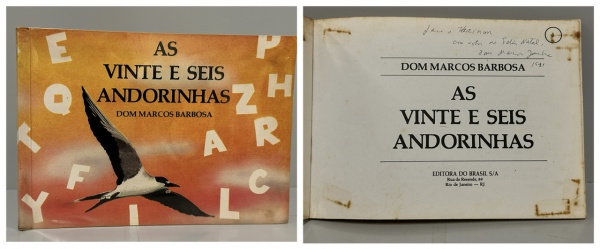 E
P
AS
VINTE E SEIS
H
Q
ANDORINHAS
Z
DOM MARCOS BARBOSA
T
A
R
F
C
Y
I
L
DOM MARCOS BARBOSA
AS
VINTE E SEIS
ANDORINHAS
EDITORA DO BRASIL S/A
Rio de Janeiro — RJ